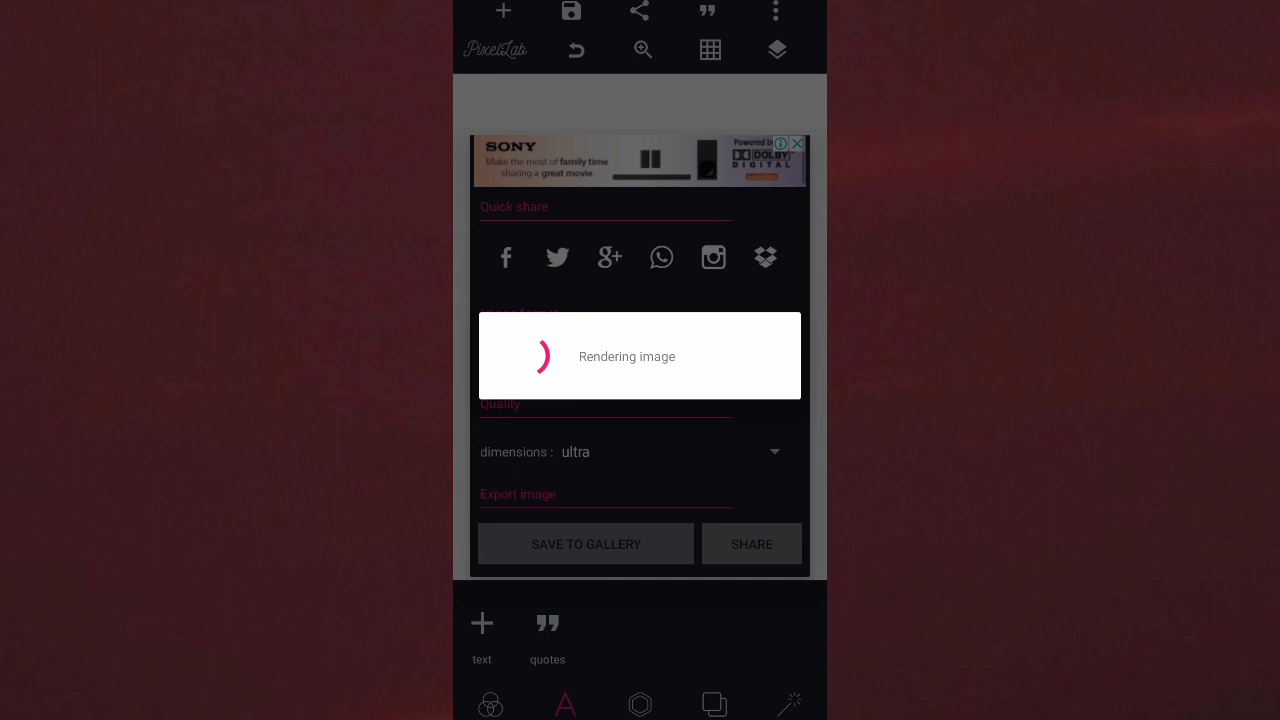 PixelLab
SONY
Make the most of family time
sharing a great movie
Powered by
DOLBY
DIGITAL
Quick share
Rendering image
Quality
dimensions : ultra
Export image
SAVE TO GALLERY
SHARE
text
quotes